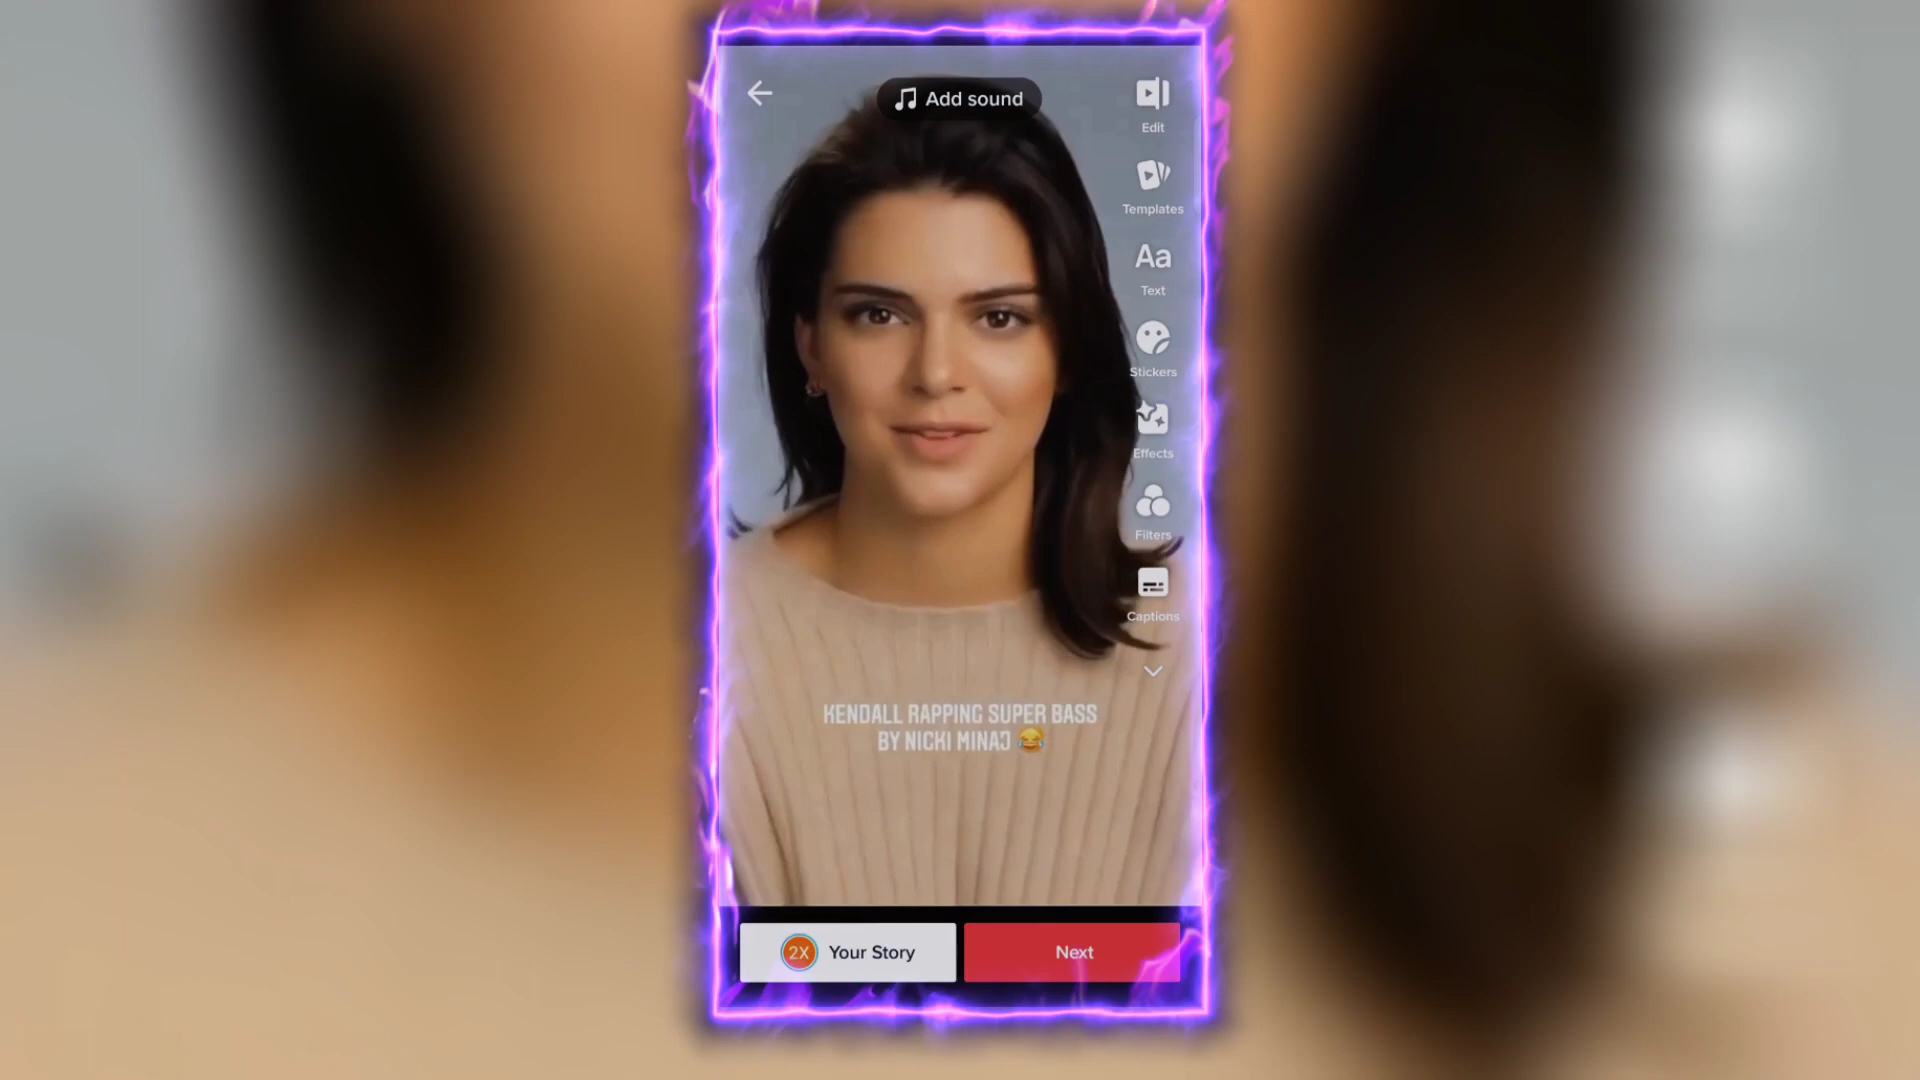 Add sound
Edit
Templates
Aa
Text
Stickers
Effects
Filters
Captions
KENDALL RAPPING SUPER BASS
BY NICKI MINAJ 😂
2X Your Story
Next